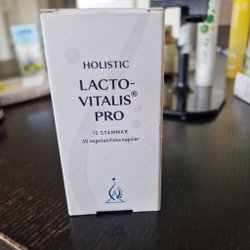 HOLISTIC
LACTO-
VITALIS®
PRO
12 STAMMAR
30 vegetabiliska kapslar